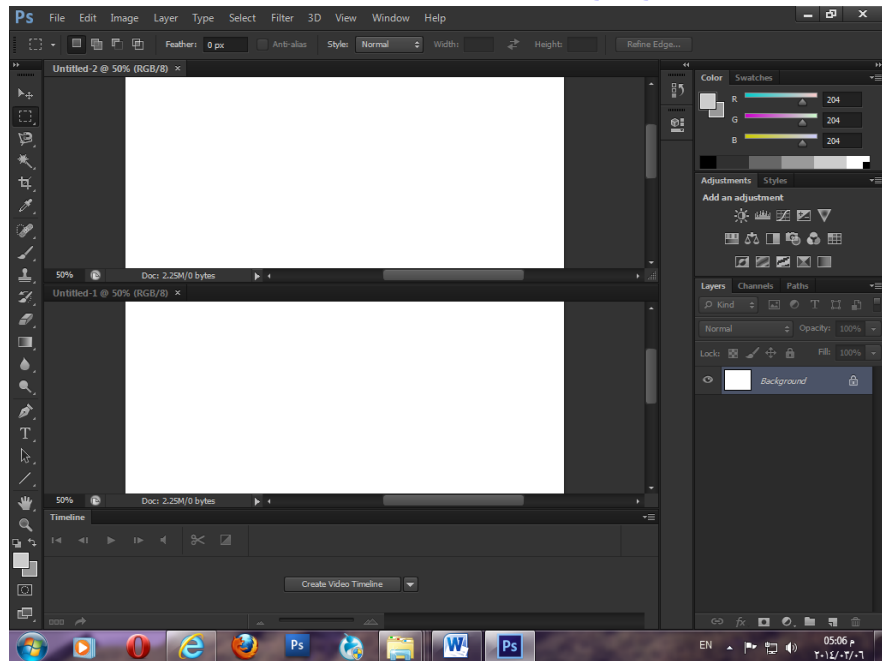 Ps File Edit Image Layer Type Select Filter 3D View Window Help
Feather: 0 px Anti-alias Style: Normal Width: Height: Refine Edge...
Untitled-2 @ 50% (RGB/8) ×
Color Swatches
R 204
G 204
B 204
Adjustments Styles
Add an adjustment
50% Doc: 2.25M/0 bytes
Untitled-1 @ 50% (RGB/8) ×
Layers Channels Paths
Kind
Normal Opacity: 100%
Lock: Fill: 100%
Background
50% Doc: 2.25M/0 bytes
Timeline
Create Video Timeline
fx
Ps W Ps EN 05:06 م
٢٠١٤/٠٣/٠٦